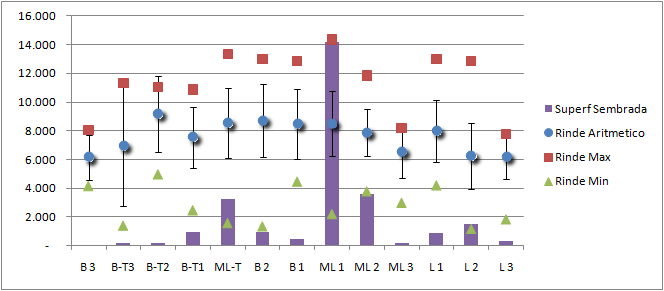 16.000
14.000
12.000
10.000
8.000
6.000
4.000
2.000
-
B 3 B-T3 B-T2 B-T1 ML-T B 2 B 1 ML 1 ML 2 ML 3 L 1 L 2 L 3
Superf Sembrada
Rinde Aritmetico
Rinde Max
Rinde Min